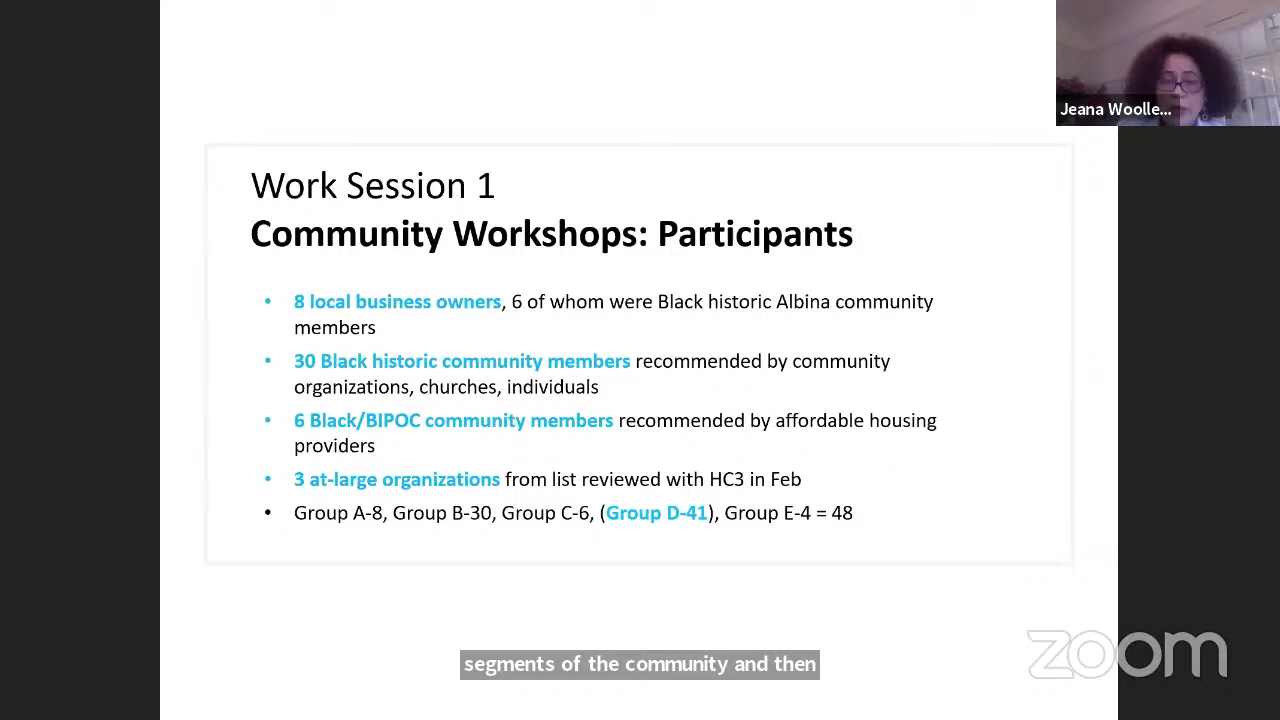 Jeana Woolle...
Work Session 1
Community Workshops: Participants
• 8 local business owners, 6 of whom were Black historic Albina community
members
• 30 Black historic community members recommended by community
organizations, churches, individuals
• 6 Black/BIPOC community members recommended by affordable housing
providers
• 3 at-large organizations from list reviewed with HC3 in Feb
• Group A-8, Group B-30, Group C-6, (Group D-41), Group E-4 = 48
segments of the community and then
zoom